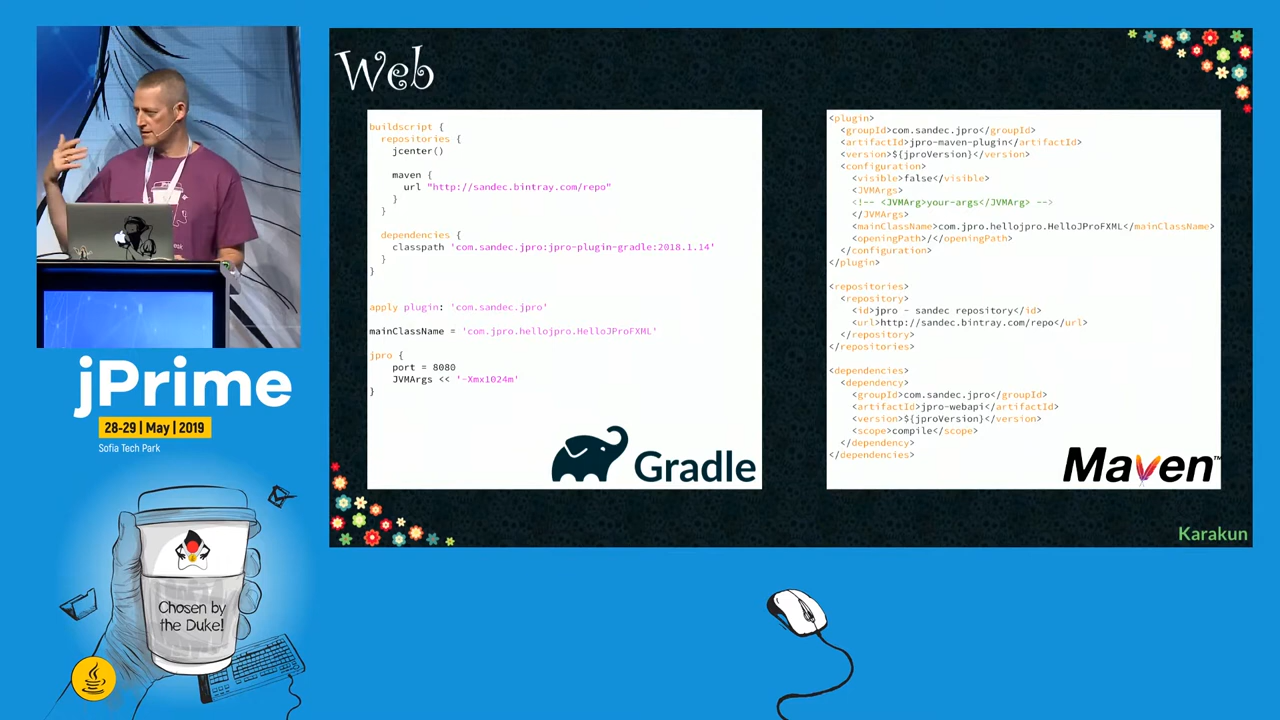 Web
buildscript {
repositories {
jcenter()
maven {
url "http://sandec.bintray.com/repo"
}
}
dependencies {
classpath 'com.sandec.jpro:jpro-plugin-gradle:2018.1.14'
}
}
apply plugin: 'com.sandec.jpro'
mainClassName = 'com.jpro.hellojpro.HelloJProFXML'
jpro {
port = 8080
JVMArgs << '-Xmx1024m'
}
Gradle
<plugin>
<groupId>com.sandec.jpro</groupId>
<artifactId>jpro-maven-plugin</artifactId>
<version>${jproVersion}</version>
<configuration>
<visible>false</visible>
<JVMArgs>
<!-- <JVMArg>your-args</JVMArg> -->
</JVMArgs>
<mainClassName>com.jpro.hellojpro.HelloJProFXML</mainClassName>
<openingPath>/</openingPath>
</configuration>
</plugin>
<repositories>
<repository>
<id>jpro - sandec repository</id>
<url>http://sandec.bintray.com/repo</url>
</repository>
</repositories>
<dependencies>
<dependency>
<groupId>com.sandec.jpro</groupId>
<artifactId>jpro-webapi</artifactId>
<version>${jproVersion}</version>
<scope>compile</scope>
</dependency>
</dependencies>
Maven™
Karakun
jPrime
28-29 | May | 2019
Sofia Tech Park
Chosen by
the Duke!